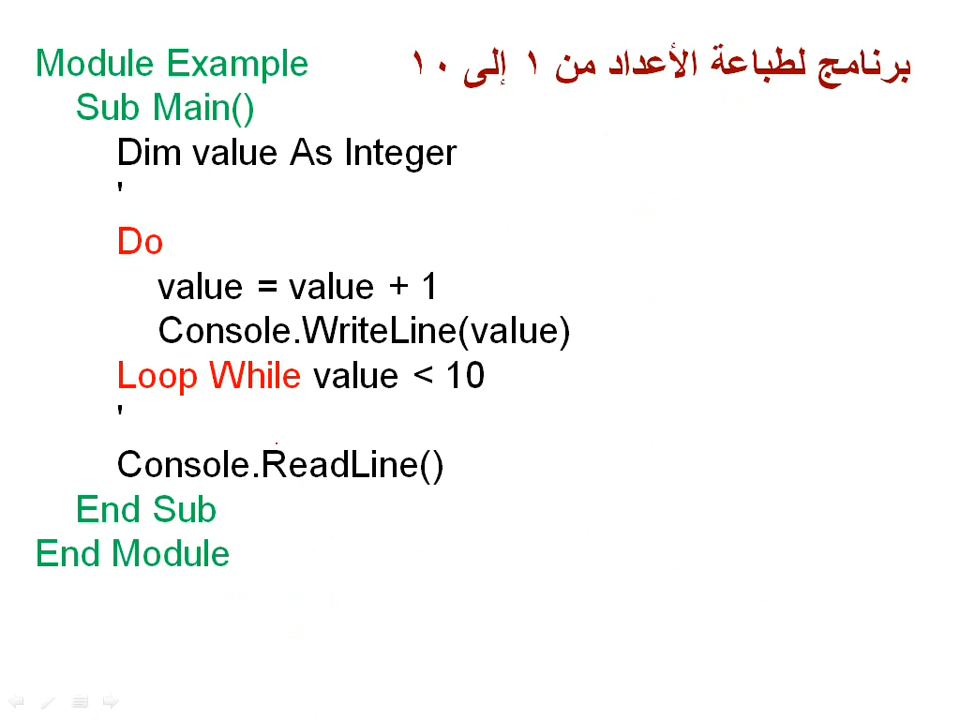 برنامج لطباعة الأعداد من ١ إلى ١٠
Module Example
Sub Main()
Dim value As Integer
'
Do
value = value + 1
Console.WriteLine(value)
Loop While value < 10
'
Console.ReadLine()
End Sub
End Module